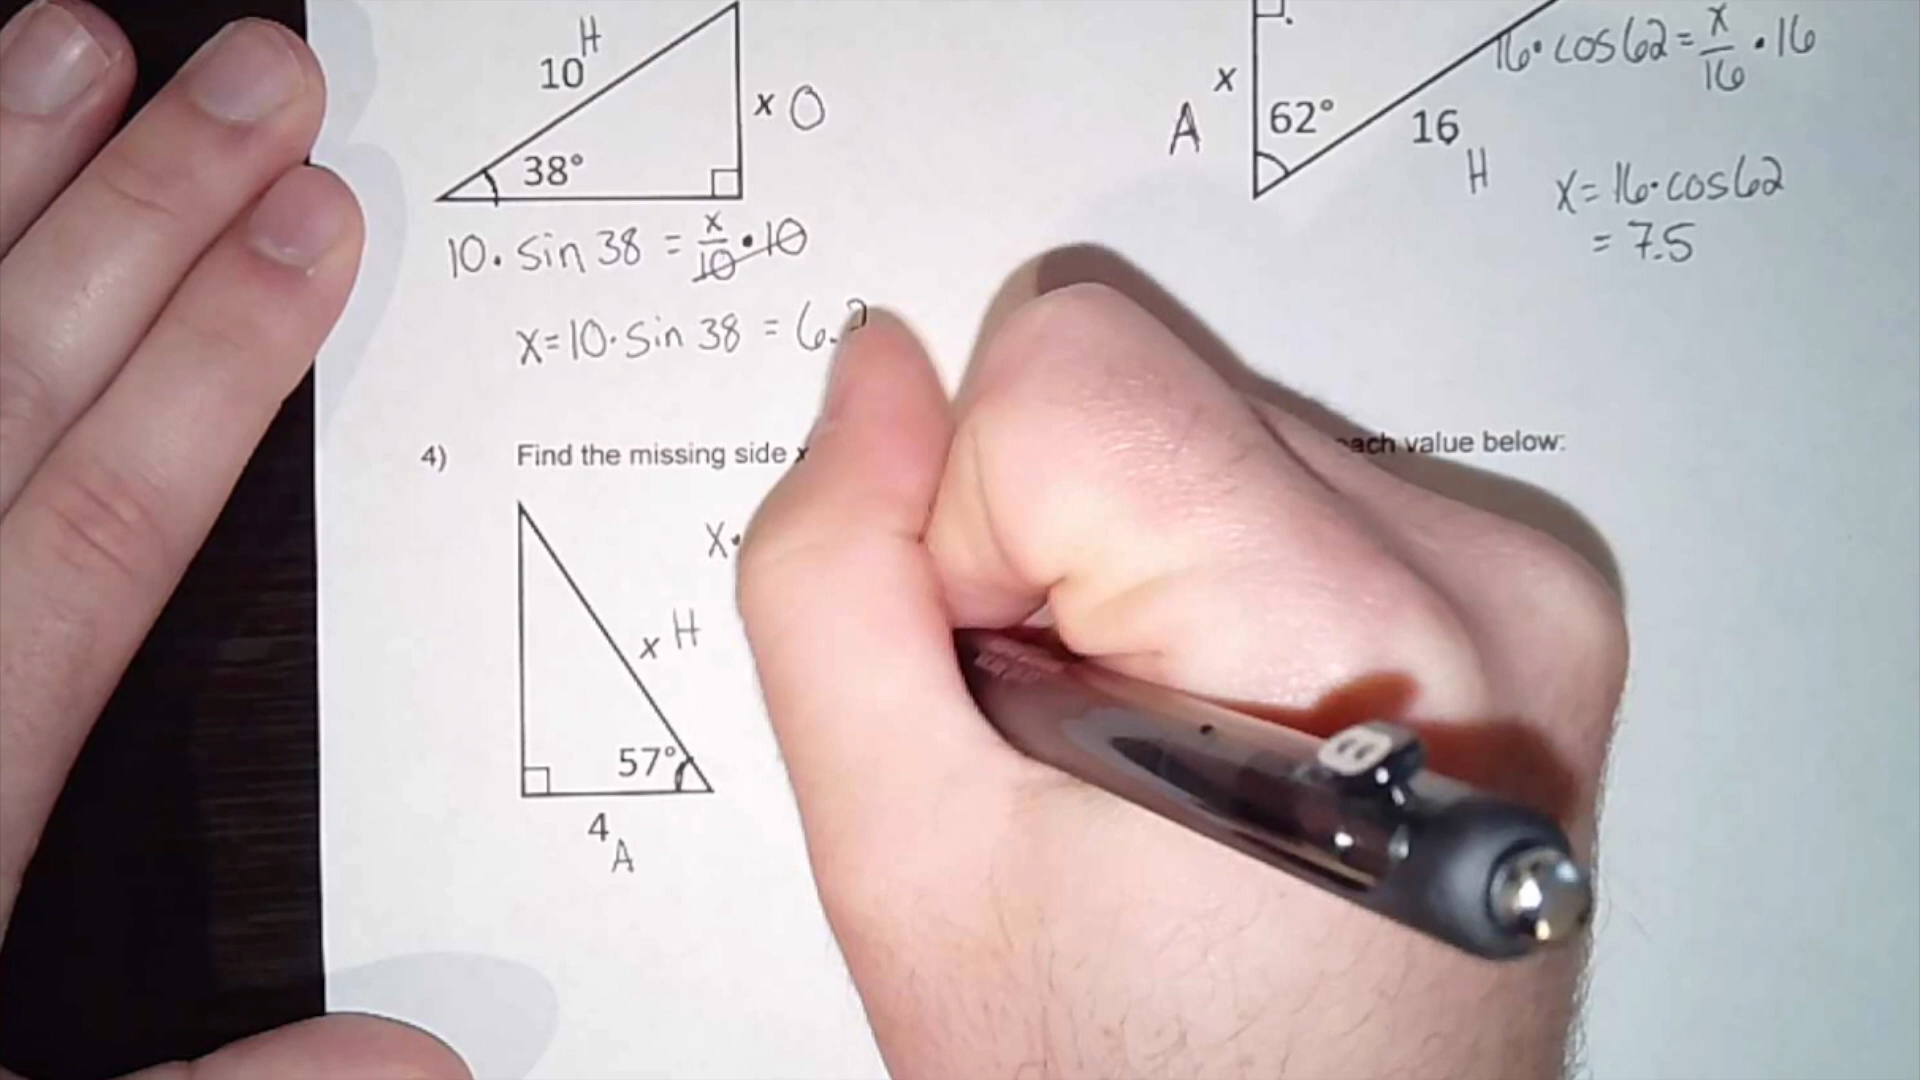 10 H
x O
38°
10 · sin 38 = x/10 · 10
x = 10 · sin 38 = 6.
16 · cos 62 = x/16 · 16
x
A
62°
16
H
x = 16 · cos 62
= 7.5
4) Find the missing side x each value below:
x ·
x H
57°
4
A